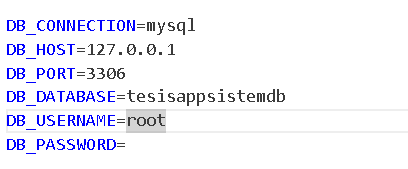 DB_CONNECTION=mysql
DB_HOST=127.0.0.1
DB_PORT=3306
DB_DATABASE=tesisappsistemdb
DB_USERNAME=root
DB_PASSWORD=